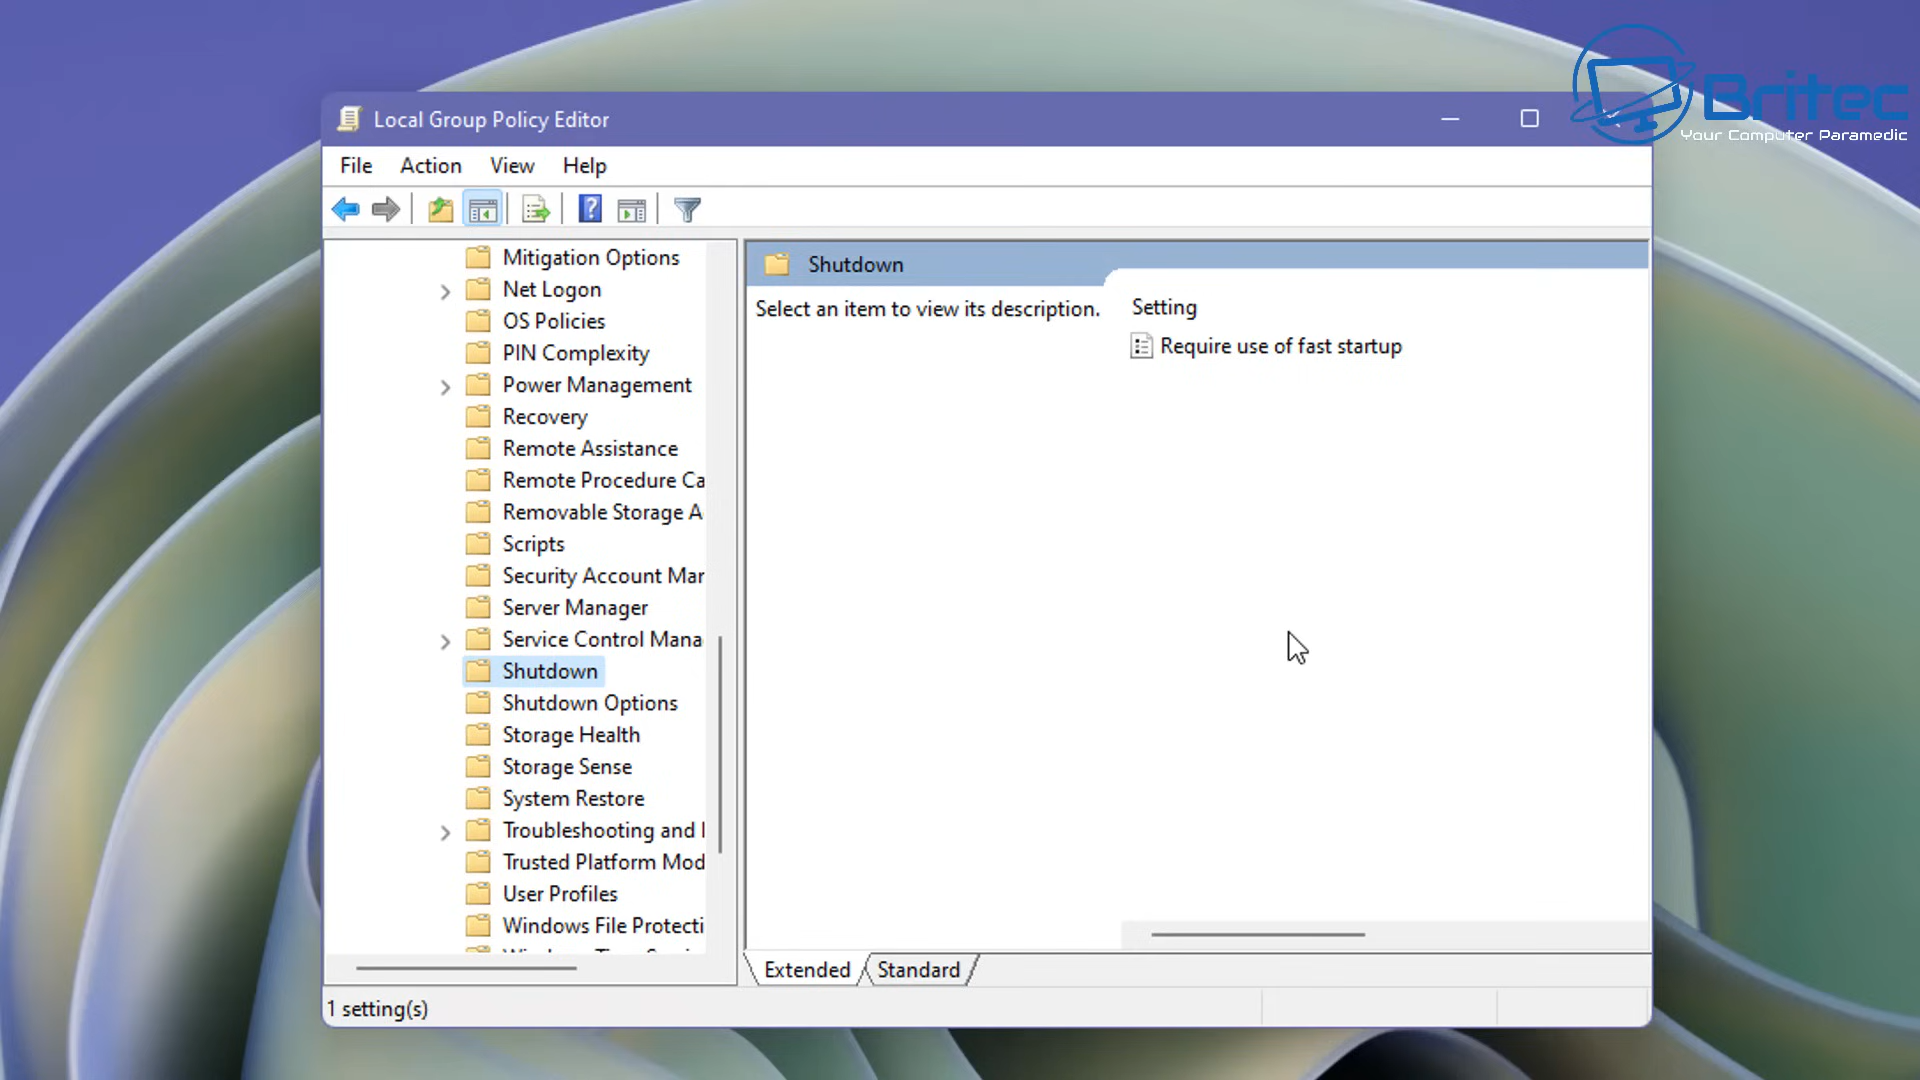 Britec
Your Computer Paramedic
Local Group Policy Editor
File Action View Help
Mitigation Options
Net Logon
OS Policies
PIN Complexity
Power Management
Recovery
Remote Assistance
Remote Procedure Ca
Removable Storage A
Scripts
Security Account Mar
Server Manager
Service Control Mana
Shutdown
Shutdown Options
Storage Health
Storage Sense
System Restore
Troubleshooting and
Trusted Platform Mod
User Profiles
Windows File Protecti
Shutdown
Select an item to view its description.
Setting
Require use of fast startup
Extended Standard
1 setting(s)